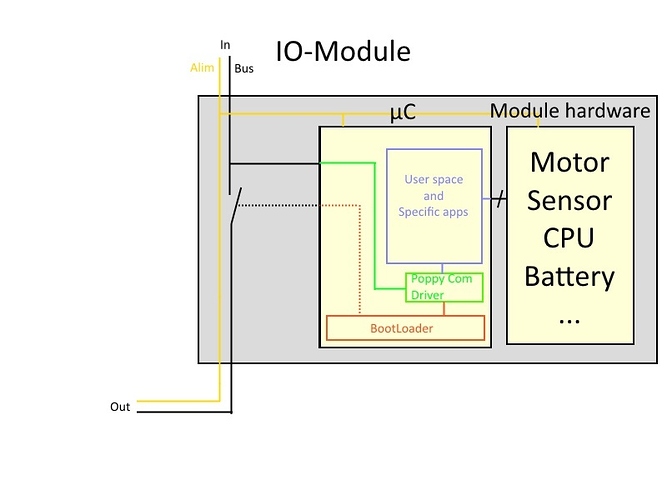 In
IO-Module
Alim
Bus
µC
Module hardware
User space
and
Specific apps
Motor
Sensor
CPU
Battery
...
Poppy Com
Driver
BootLoader
Out